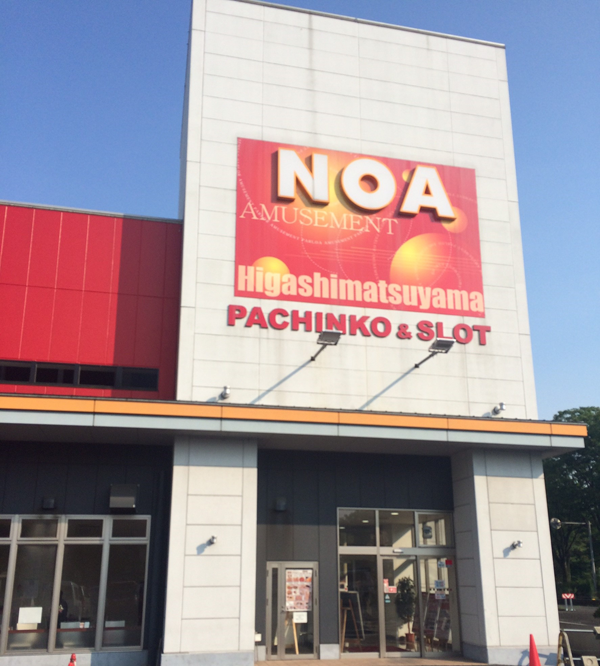 NOA
AMUSEMENT
Higashimatsuyama
PACHINKO & SLOT